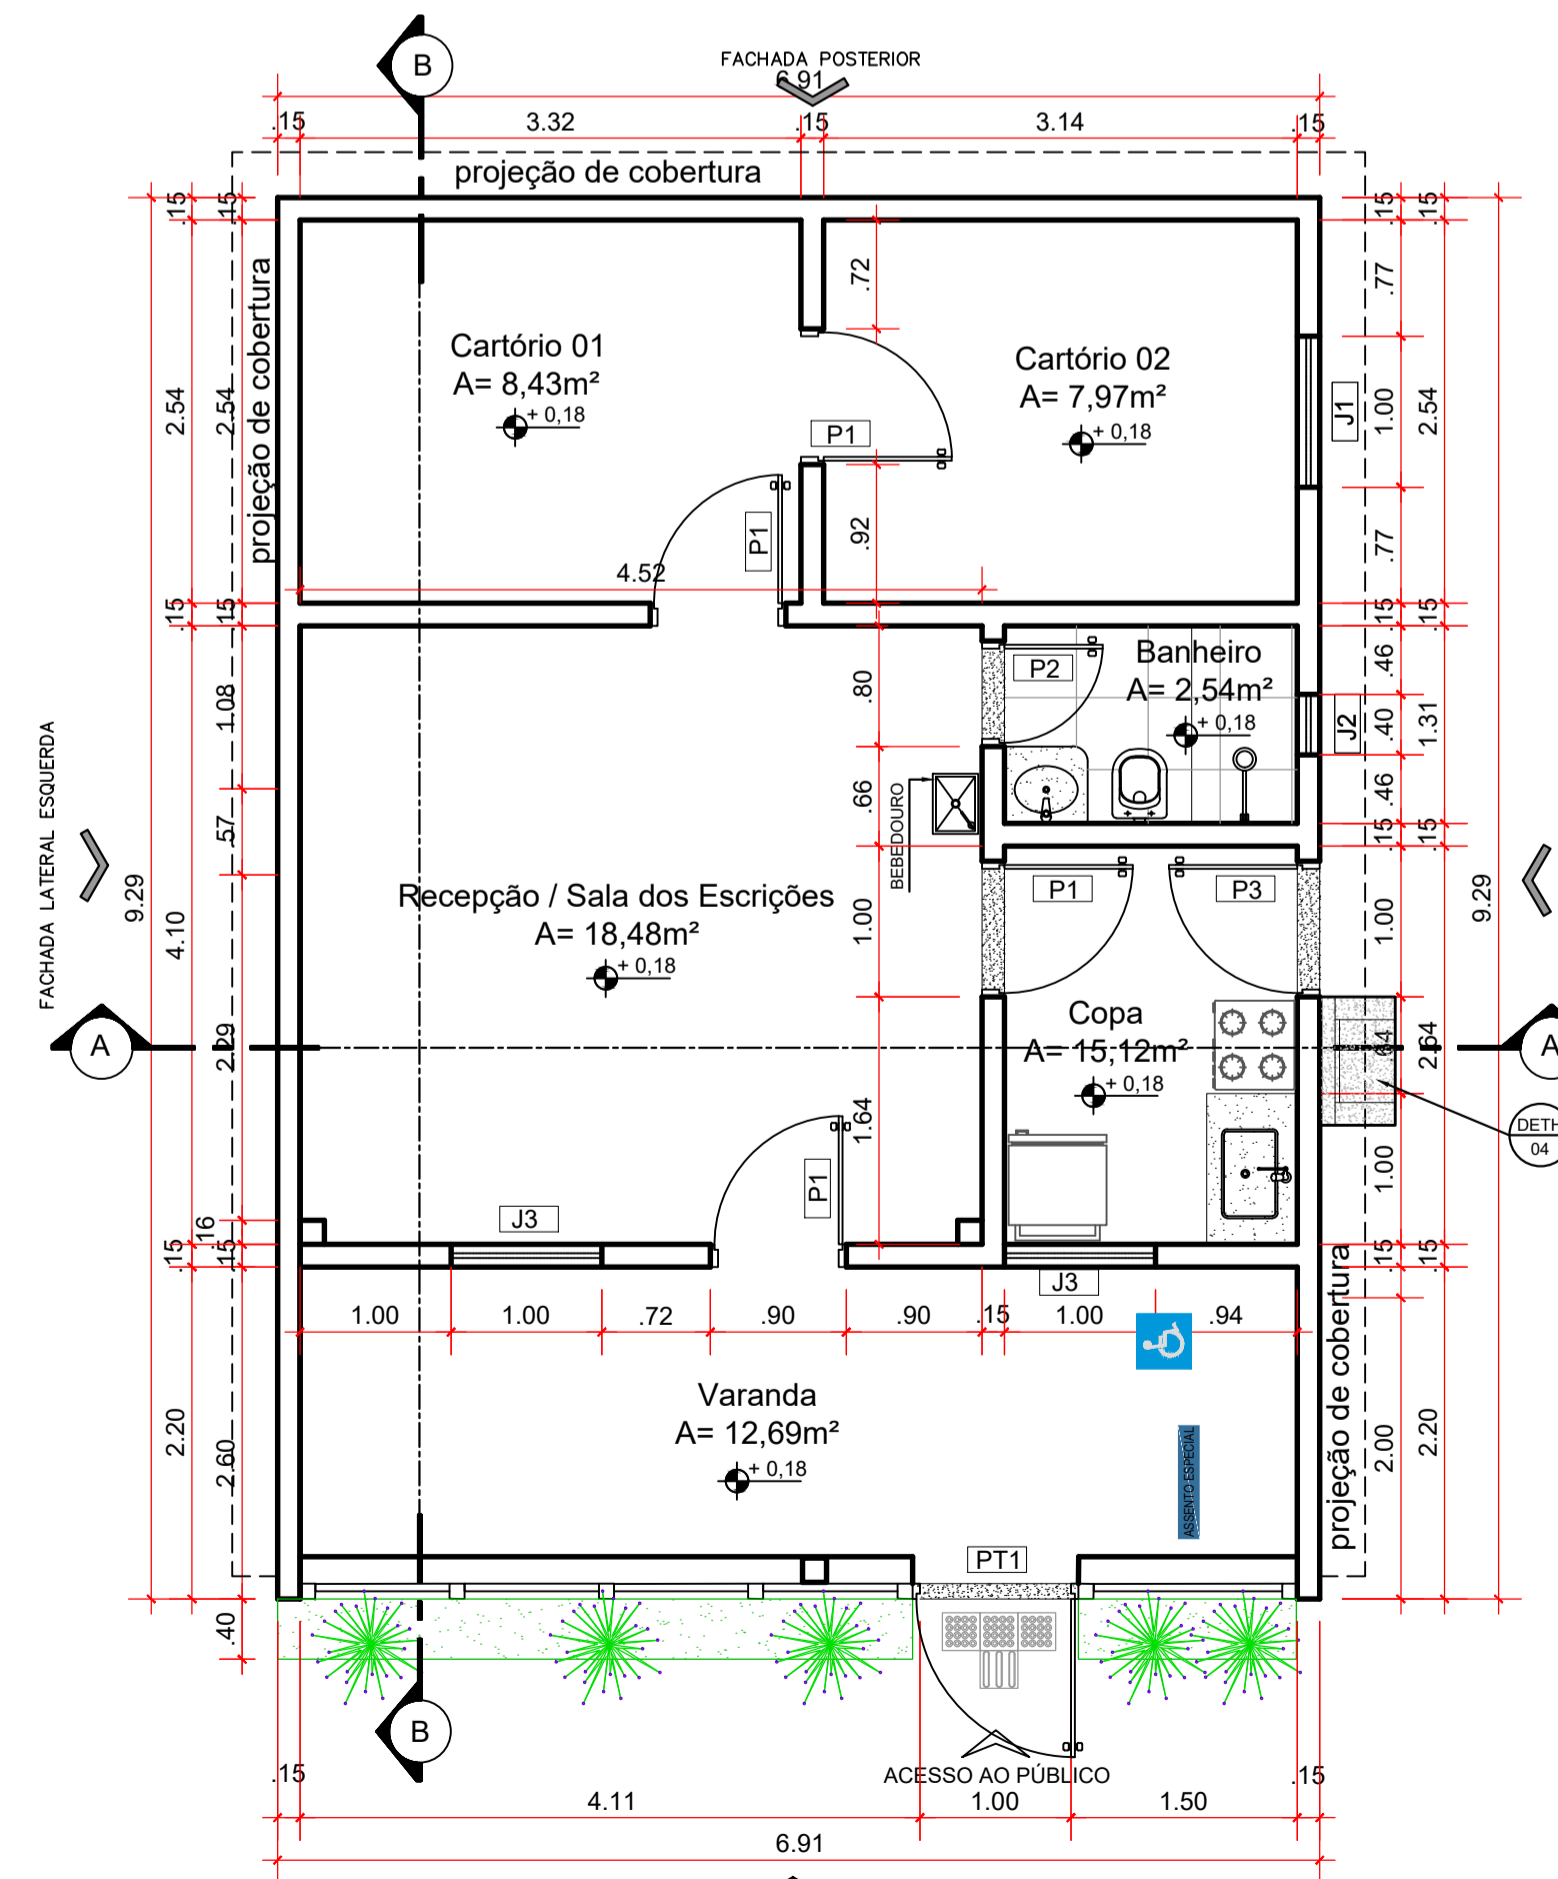 B
FACHADA POSTERIOR
6.91
.15
3.32
.15
3.14
.15
projeção de cobertura
.15
.15
.15
.15
projeção de cobertura
.72
.77
Cartório 01
A= 8,43m²
+ 0,18
Cartório 02
A= 7,97m²
+ 0,18
2.54
2.54
P1
J1
1.00
2.54
P1
.92
.77
4.52
.15
.15
.15
.15
P2
Banheiro
A= 2,54m²
+ 0,18
.46
J2
.40
1.31
.46
1.08
.80
.57
.66
BEBEDOURO
.15
.15
FACHADA LATERAL ESQUERDA
9.29
4.10
Recepção / Sala dos Escrições
A= 18,48m²
+ 0,18
1.00
P1
P3
1.00
9.29
Copa
A= 15,12m²
+ 0,18
A
2.29
2.64
A
1.64
P1
DETH
04
1.00
J3
.16
.15
.15
.15
.15
J3
1.00
1.00
.72
.90
.90
.15
1.00
.94
Varanda
A= 12,69m²
+ 0,18
2.20
2.60
ASSENTO ESPECIAL
projeção de cobertura
2.00
2.20
PT1
.40
B
ACESSO AO PÚBLICO
.15
4.11
1.00
1.50
.15
6.91